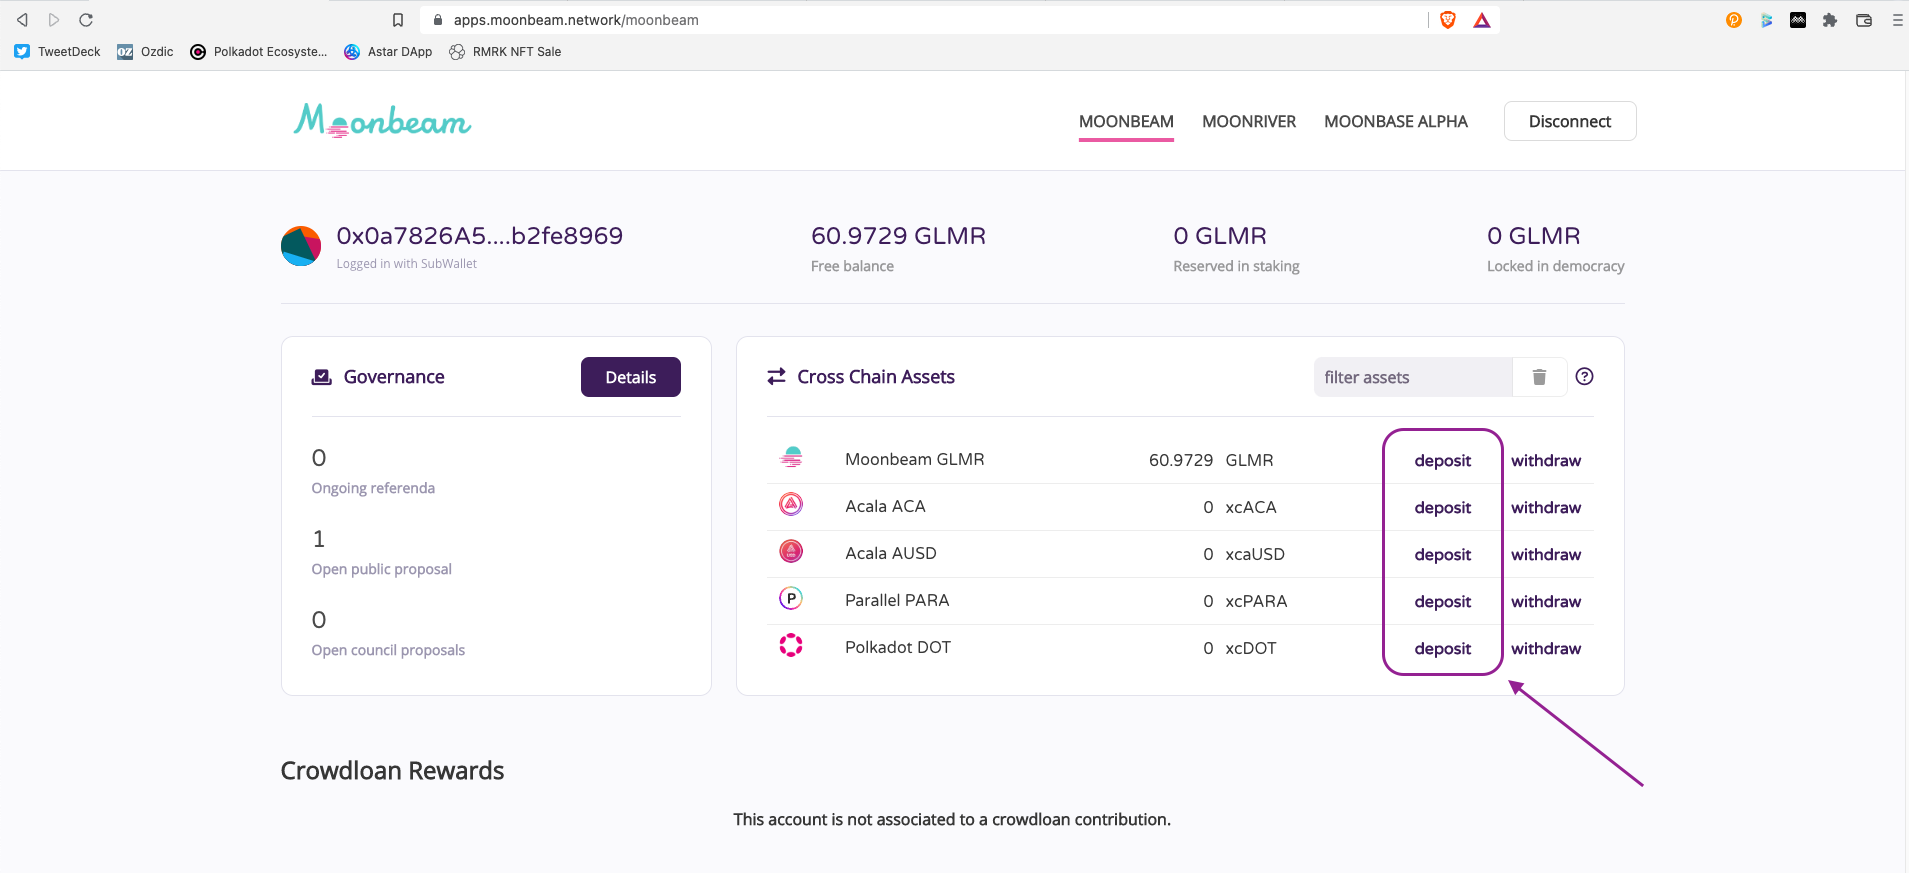 apps.moonbeam.network/moonbeam
TweetDeck Ozdic Polkadot Ecosyste... Astar DApp RMRK NFT Sale
Moonbeam
MOONBEAM MOONRIVER MOONBASE ALPHA Disconnect
0x0a7826A5....b2fe8969 60.9729 GLMR 0 GLMR 0 GLMR
Logged in with SubWallet Free balance Reserved in staking Locked in democracy
Governance Details
0
Ongoing referenda
1
Open public proposal
0
Open council proposals
Cross Chain Assets filter assets
Moonbeam GLMR 60.9729 GLMR deposit withdraw
Acala ACA 0 xcACA deposit withdraw
Acala AUSD 0 xcaUSD deposit withdraw
Parallel PARA 0 xcPARA deposit withdraw
Polkadot DOT 0 xcDOT deposit withdraw
Crowdloan Rewards
This account is not associated to a crowdloan contribution.